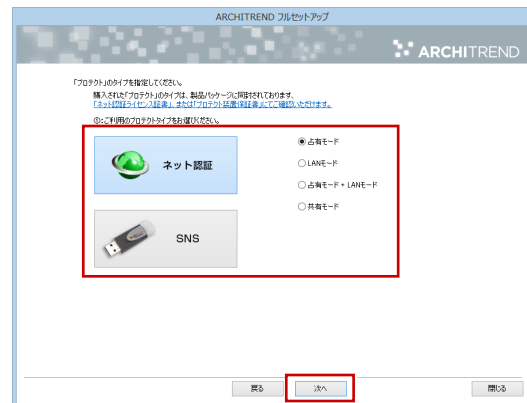 ARCHITREND フルセットアップ
ARCHITREND
「プロテクト」のタイプを指定してください。
購入された「プロテクト」のタイプは、製品パッケージに同封されております、
「ネット認証ライセンス証書」、または「プロテクト装置保証書」にてご確認いただけます。
①:ご利用のプロテクトタイプをお選びください。
ネット認証
SNS
占有モード
LANモード
占有モード + LANモード
共有モード
戻る
次へ
閉じる